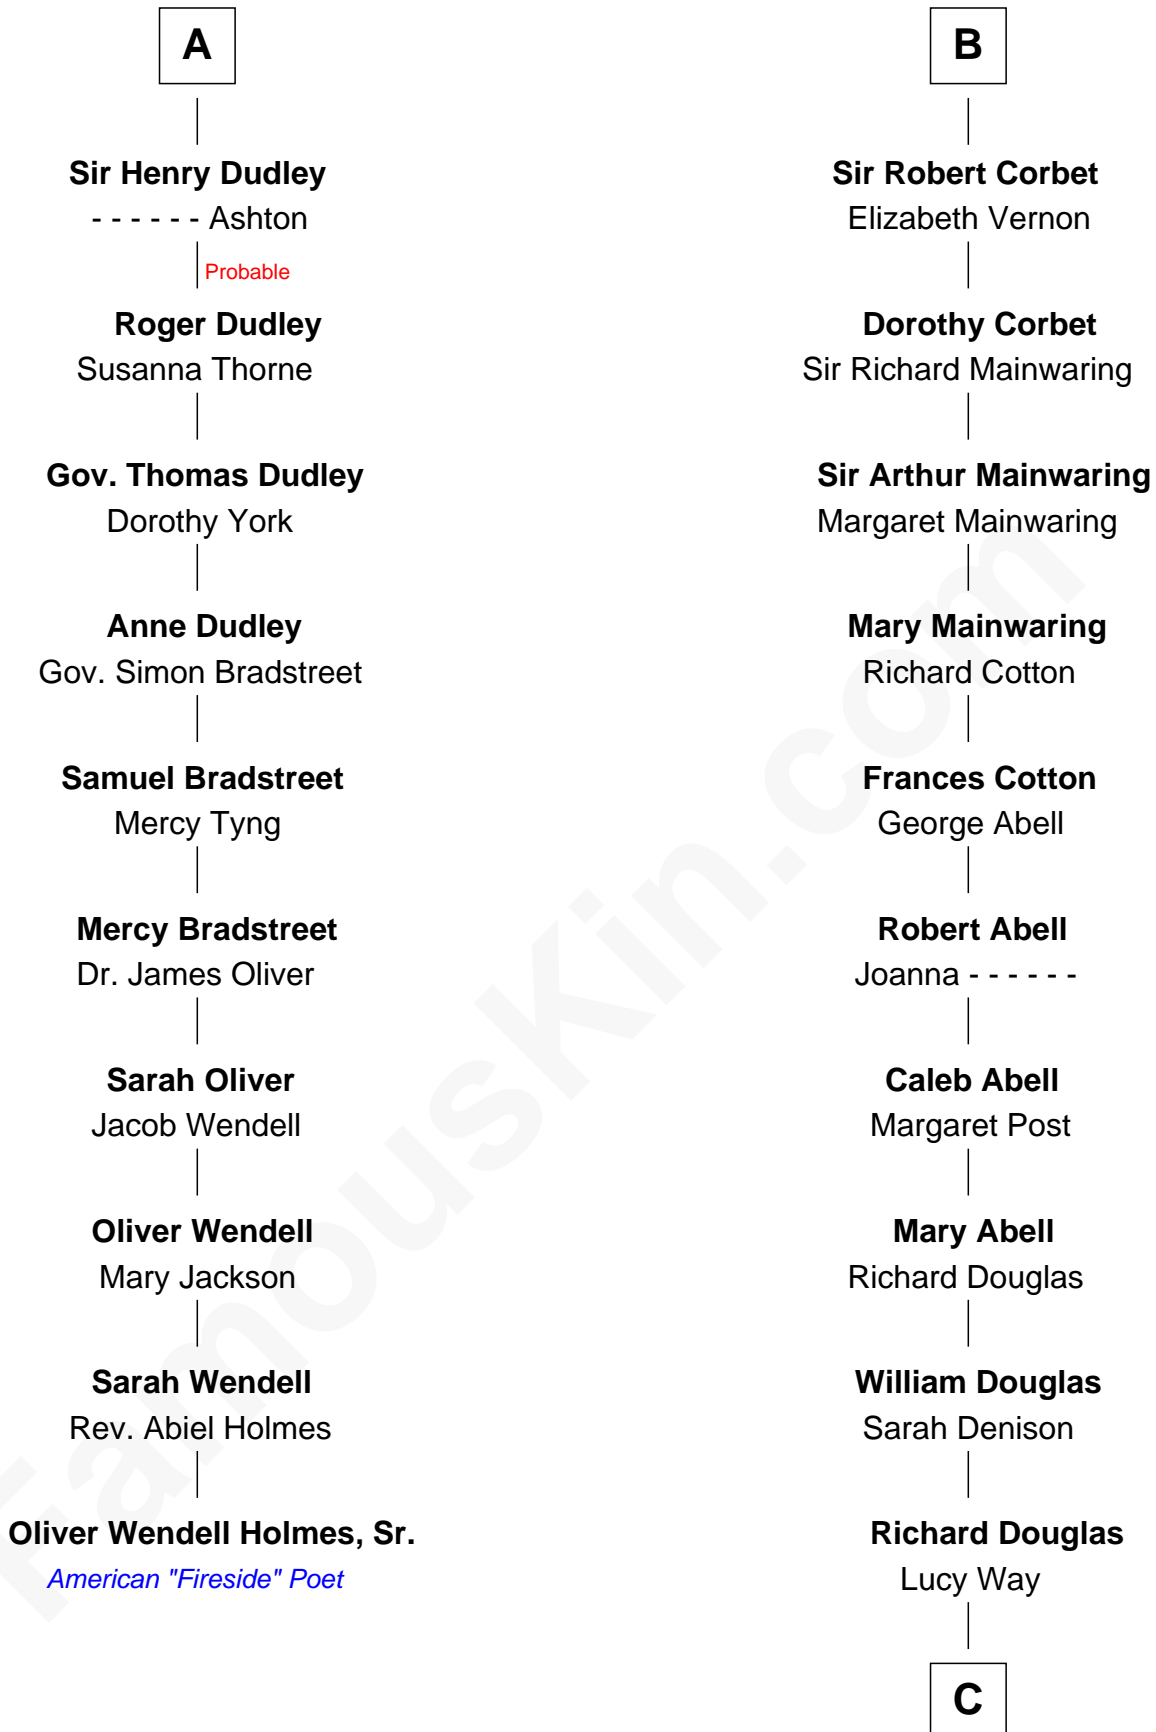 A
Sir Henry Dudley
- - - - - - Ashton
Probable
Roger Dudley
Susanna Thorne
Gov. Thomas Dudley
Dorothy York
Anne Dudley
Gov. Simon Bradstreet
Samuel Bradstreet
Mercy Tyng
Mercy Bradstreet
Dr. James Oliver
Sarah Oliver
Jacob Wendell
Oliver Wendell
Mary Jackson
Sarah Wendell
Rev. Abiel Holmes
Oliver Wendell Holmes, Sr.
American "Fireside" Poet
B
Sir Robert Corbet
Elizabeth Vernon
Dorothy Corbet
Sir Richard Mainwaring
Sir Arthur Mainwaring
Margaret Mainwaring
Mary Mainwaring
Richard Cotton
Frances Cotton
George Abell
Robert Abell
Joanna - - - - - -
Caleb Abell
Margaret Post
Mary Abell
Richard Douglas
William Douglas
Sarah Denison
Richard Douglas
Lucy Way
C
FamousKin.com